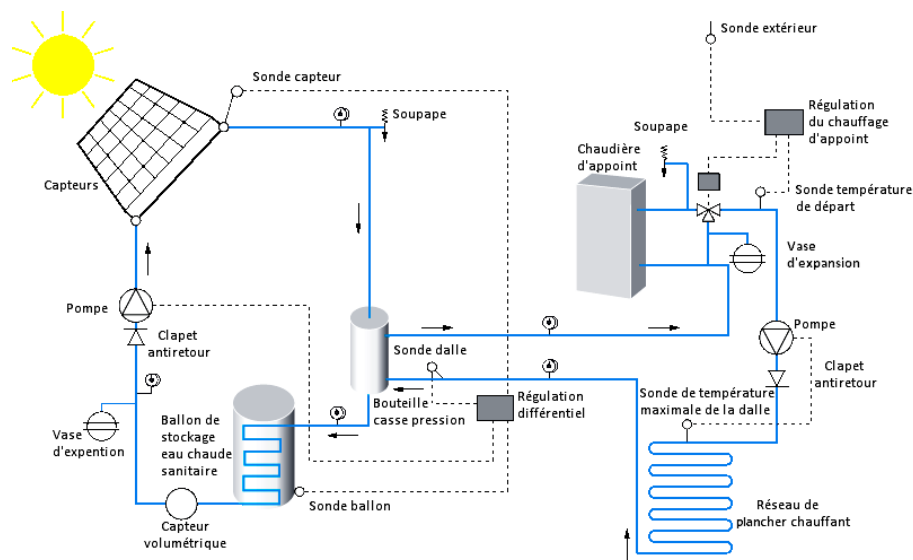 Sonde extérieur
Sonde capteur
Soupape
Régulation
du chauffage
d'appoint
Soupape
Chaudière
d'appoint
Capteurs
Sonde température
de départ
Vase
d'expansion
Pompe
Clapet
antiretour
Pompe
Sonde dalle
Clapet
antiretour
Sonde de température
maximale de la dalle
Bouteille
casse pression
Régulation
différentiel
Vase
d'expention
Ballon de
stockage
eau chaude
sanitaire
Sonde ballon
Réseau de
plancher chauffant
Capteur
volumétrique